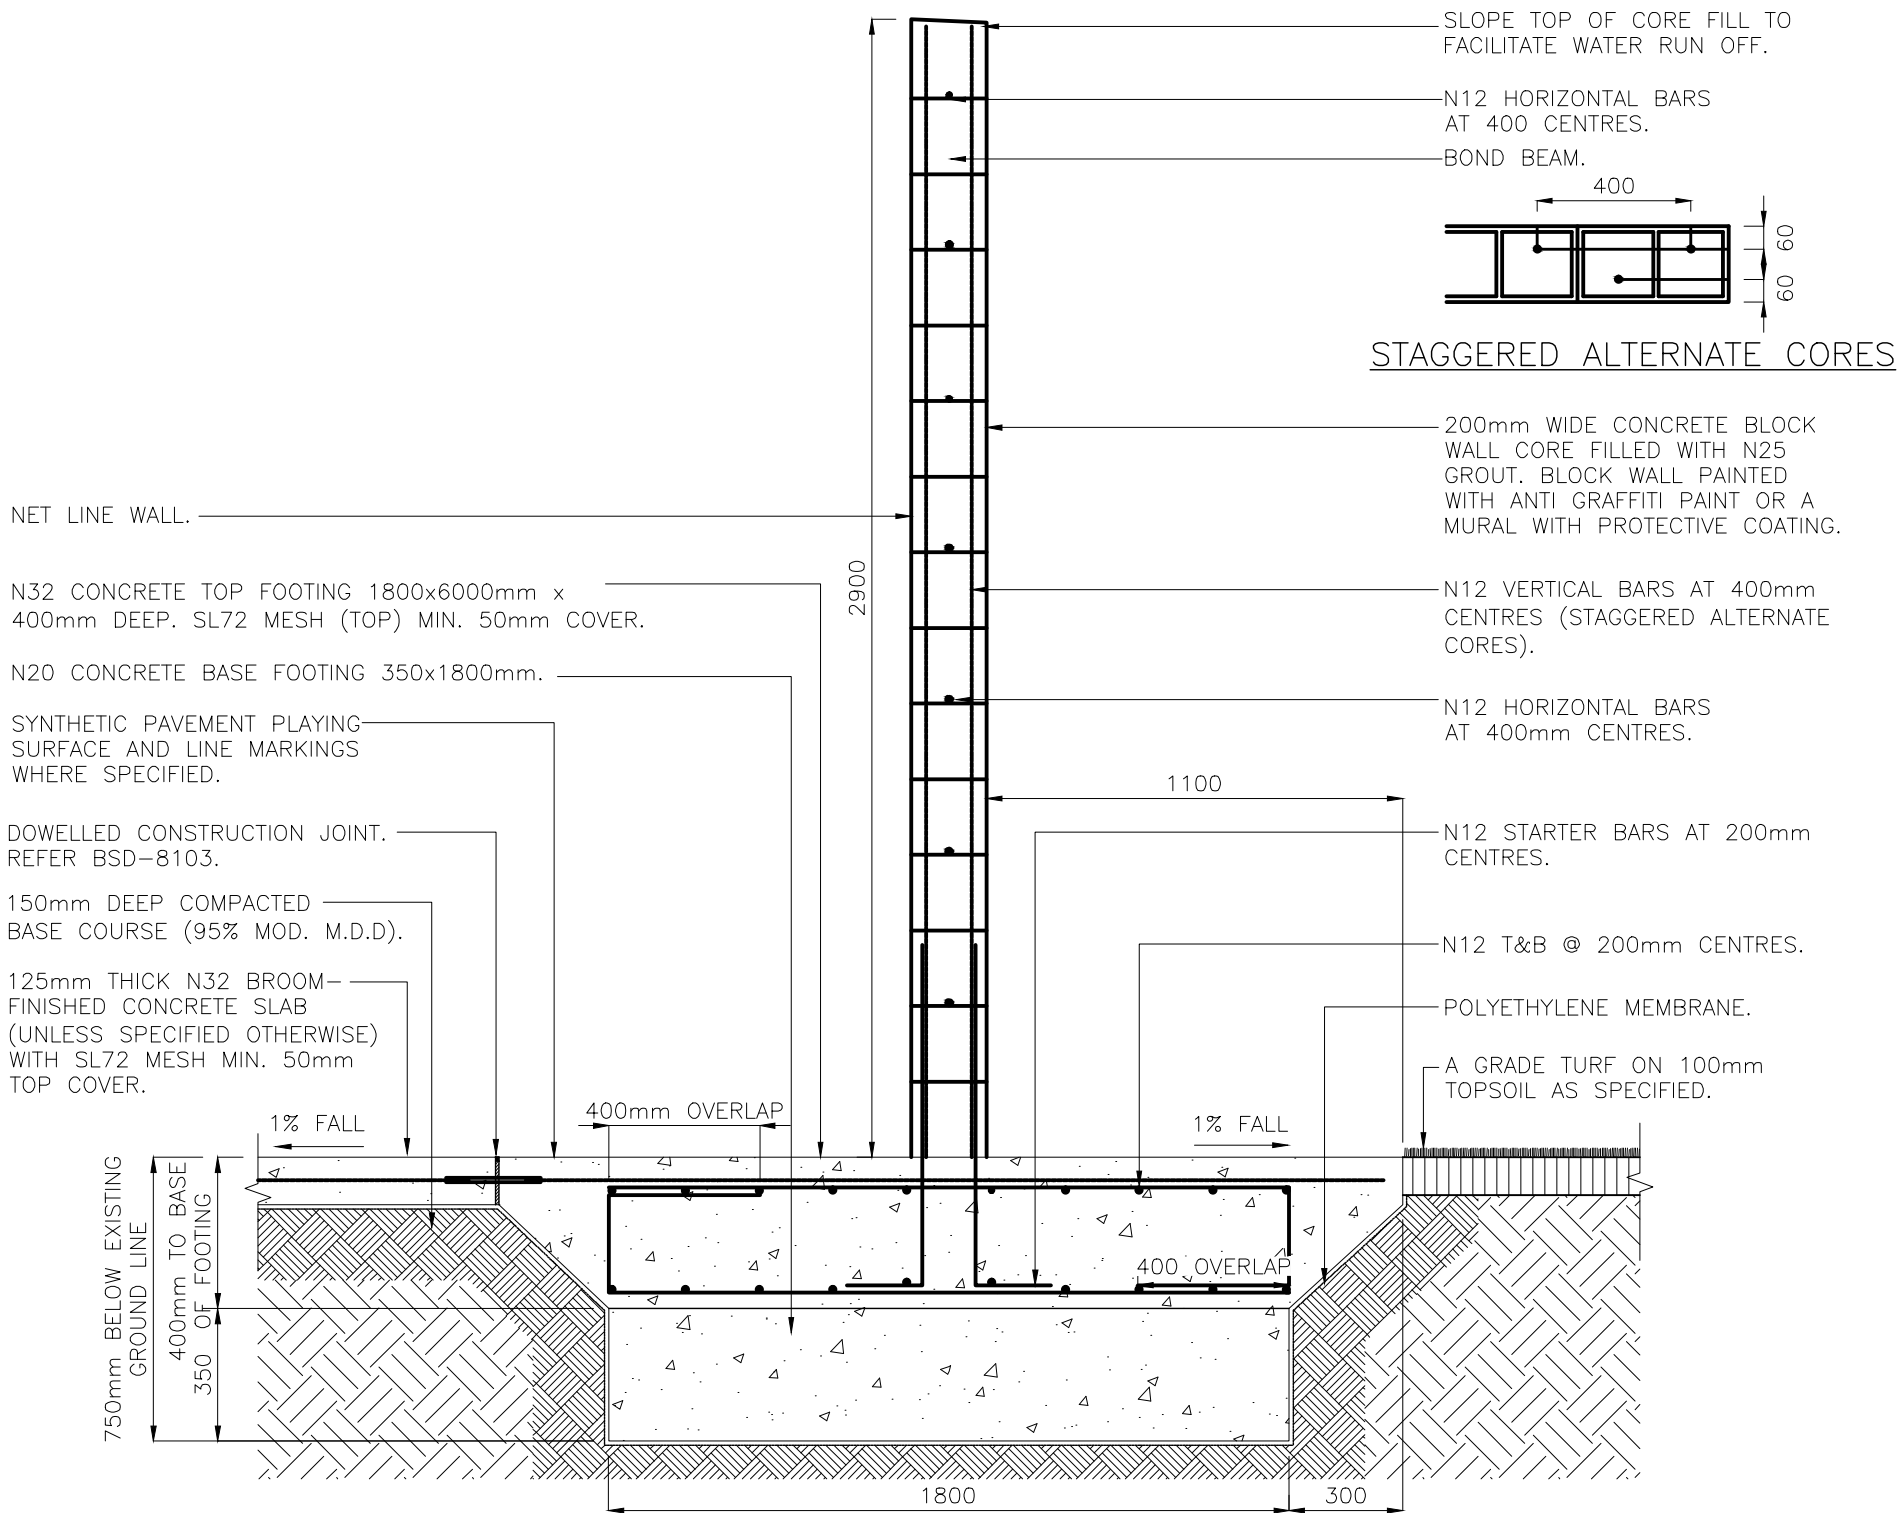 SLOPE TOP OF CORE FILL TO
FACILITATE WATER RUN OFF.
N12 HORIZONTAL BARS
AT 400 CENTRES.
BOND BEAM.
400
60
60
STAGGERED ALTERNATE CORES
200mm WIDE CONCRETE BLOCK
WALL CORE FILLED WITH N25
GROUT. BLOCK WALL PAINTED
WITH ANTI GRAFFITI PAINT OR A
MURAL WITH PROTECTIVE COATING.
N12 VERTICAL BARS AT 400mm
CENTRES (STAGGERED ALTERNATE
CORES).
N12 HORIZONTAL BARS
AT 400mm CENTRES.
1100
N12 STARTER BARS AT 200mm
CENTRES.
N12 T&B @ 200mm CENTRES.
POLYETHYLENE MEMBRANE.
A GRADE TURF ON 100mm
TOPSOIL AS SPECIFIED.
2900
NET LINE WALL.
N32 CONCRETE TOP FOOTING 1800x6000mm x
400mm DEEP. SL72 MESH (TOP) MIN. 50mm COVER.
N20 CONCRETE BASE FOOTING 350x1800mm.
SYNTHETIC PAVEMENT PLAYING
SURFACE AND LINE MARKINGS
WHERE SPECIFIED.
DOWELLED CONSTRUCTION JOINT.
REFER BSD-8103.
150mm DEEP COMPACTED
BASE COURSE (95% MOD. M.D.D).
125mm THICK N32 BROOM
FINISHED CONCRETE SLAB
(UNLESS SPECIFIED OTHERWISE)
WITH SL72 MESH MIN. 50mm
TOP COVER.
1% FALL
400mm OVERLAP
1% FALL
400 OVERLAP
750mm BELOW EXISTING
GROUND LINE
400mm TO BASE
OF FOOTING
350
1800
300